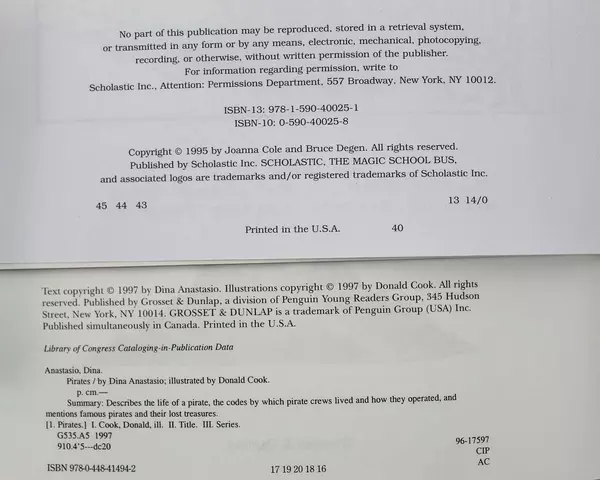 No part of this publication may be reproduced, stored in a retrieval system,
or transmitted in any form or by any means, electronic, mechanical, photocopying,
recording, or otherwise, without written permission of the publisher.
For information regarding permission, write to
Scholastic Inc., Attention: Permissions Department, 557 Broadway, New York, NY 10012.
ISBN-13: 978-1-590-40025-1
ISBN-10: 0-590-40025-8
Copyright © 1995 by Joanna Cole and Bruce Degen. All rights reserved.
Published by Scholastic Inc. SCHOLASTIC, THE MAGIC SCHOOL BUS,
and associated logos are trademarks and/or registered trademarks of Scholastic Inc.
45 44 43 13 14/0
Printed in the U.S.A. 40
Text copyright © 1997 by Dina Anastasio. Illustrations copyright © 1997 by Donald Cook. All rights
reserved. Published by Grosset & Dunlap, a division of Penguin Young Readers Group, 345 Hudson
Street, New York, NY 10014. GROSSET & DUNLAP is a trademark of Penguin Group (USA) Inc.
Published simultaneously in Canada. Printed in the U.S.A.
Library of Congress Cataloging-in-Publication Data
Anastasio, Dina.
Pirates / by Dina Anastasio; illustrated by Donald Cook.
p. cm.—
Summary: Describes the life of a pirate, the codes by which pirate crews lived and how they operated, and
mentions famous pirates and their lost treasures.
[1. Pirates.] I. Cook, Donald, ill. II. Title. III. Series.
G535.A5 1997
910.4'5---dc20 96-17597
CIP
AC
ISBN 978-0-448-41494-2 17 19 20 18 16